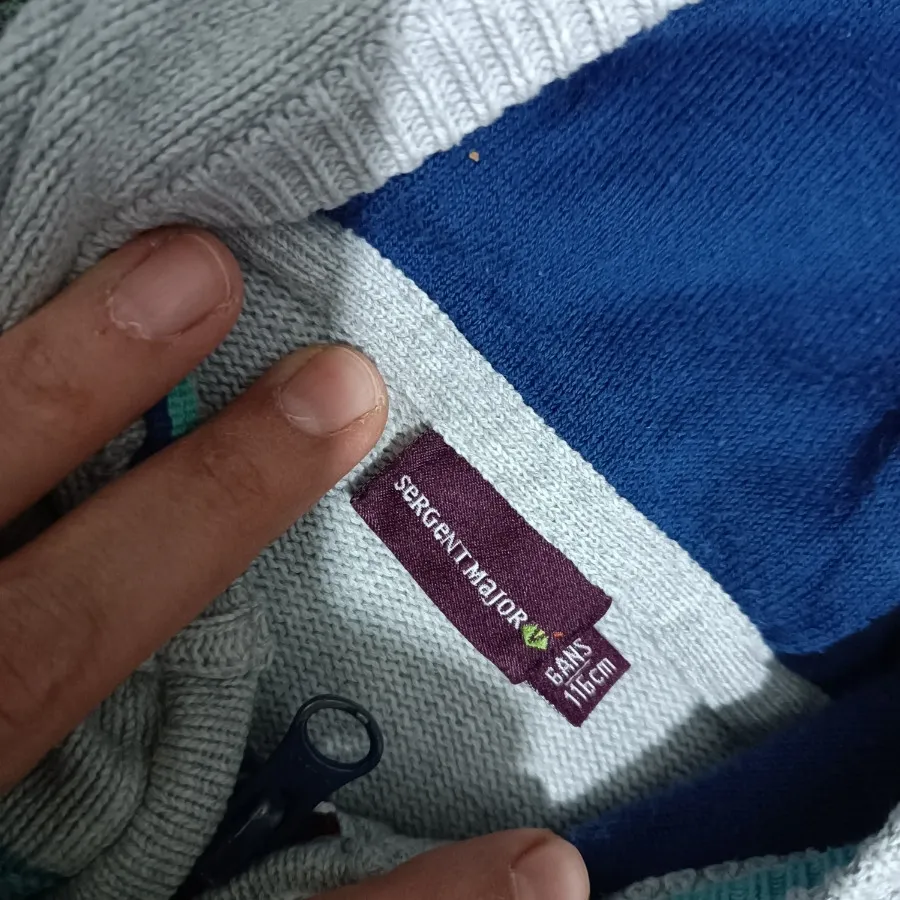 SeRGeNT MaJOR
6ANS
116cm